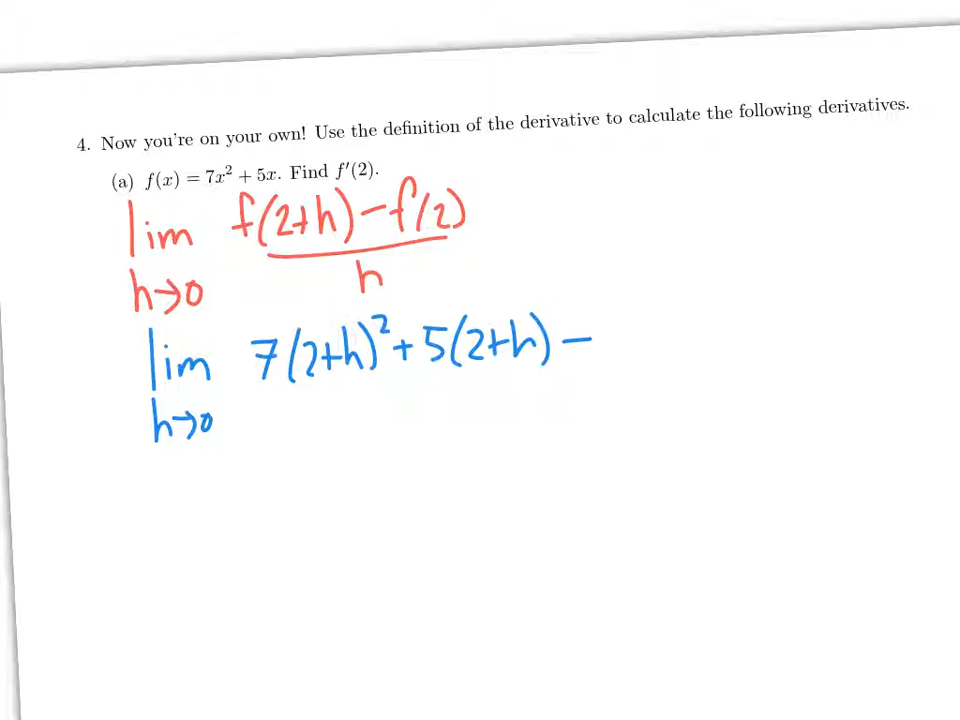 4. Now you're on your own! Use the definition of the derivative to calculate the following derivatives.
(a) f(x) = 7x² + 5x. Find f′(2).
lim f(2+h) − f(2)
h→0 h
lim 7(2+h)² + 5(2+h) −
h→0